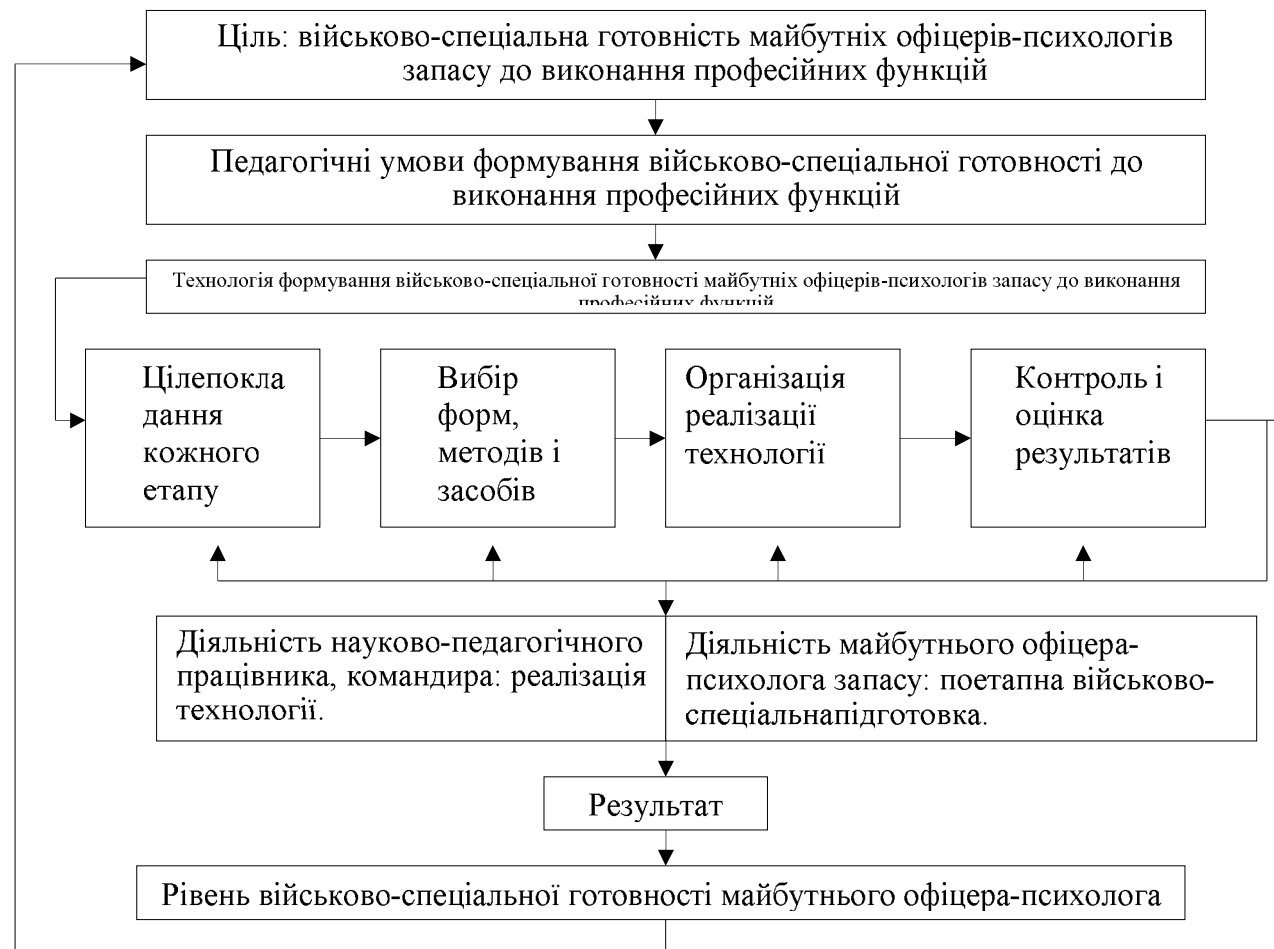 Ціль: військово-спеціальна готовність майбутніх офіцерів-психологів
запасу до виконання професійних функцій
Педагогічні умови формування військово-спеціальної готовності до
виконання професійних функцій
Технологія формування військово-спеціальної готовності майбутніх офіцерів-психологів запасу до виконання
професійних функцій
Цілепокла
дання
кожного
етапу
Вибір
форм,
методів і
засобів
Організація
реалізації
технології
Контроль і
оцінка
результатів
Діяльність науково-педагогічного
працівника, командира: реалізація
технології.
Діяльність майбутнього офіцера-
психолога запасу: поетапна військово-
спеціальнапідготовка.
Результат
Рівень військово-спеціальної готовності майбутнього офіцера-психолога